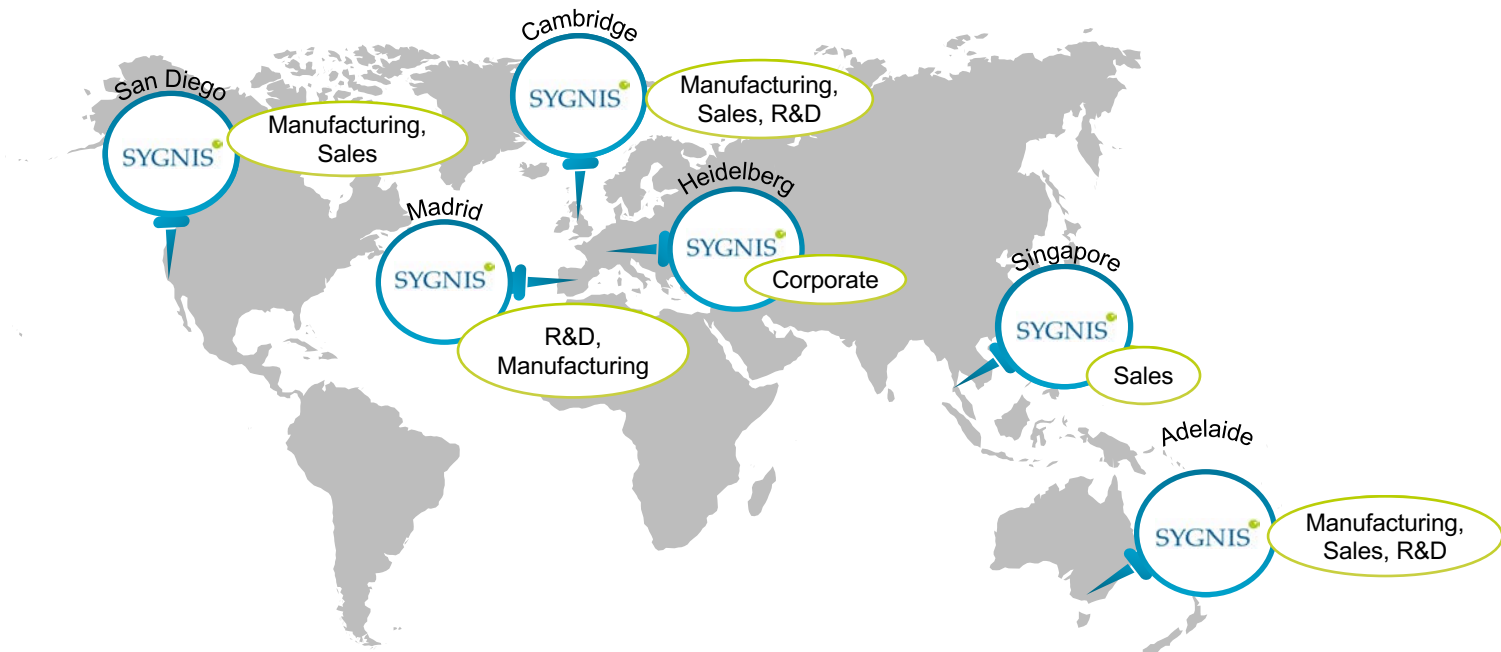 Cambridge
SYGNIS
Manufacturing,
Sales, R&D
San Diego
SYGNIS
Manufacturing,
Sales
Heidelberg
SYGNIS
Corporate
Madrid
SYGNIS
R&D,
Manufacturing
Singapore
SYGNIS
Sales
Adelaide
SYGNIS
Manufacturing,
Sales, R&D